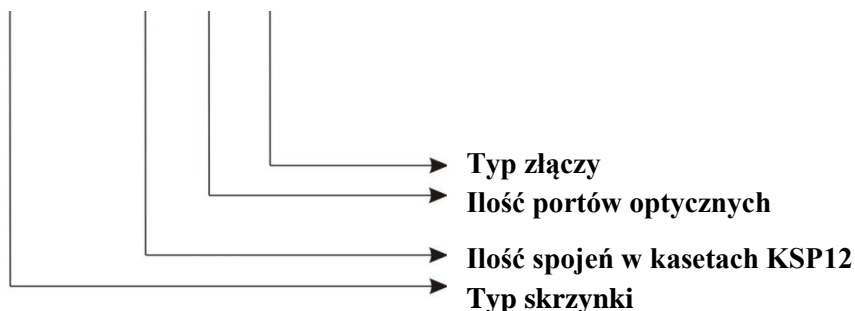 Typ złączy
Ilość portów optycznych
Ilość spojeń w kasetach KSP12
Typ skrzynki